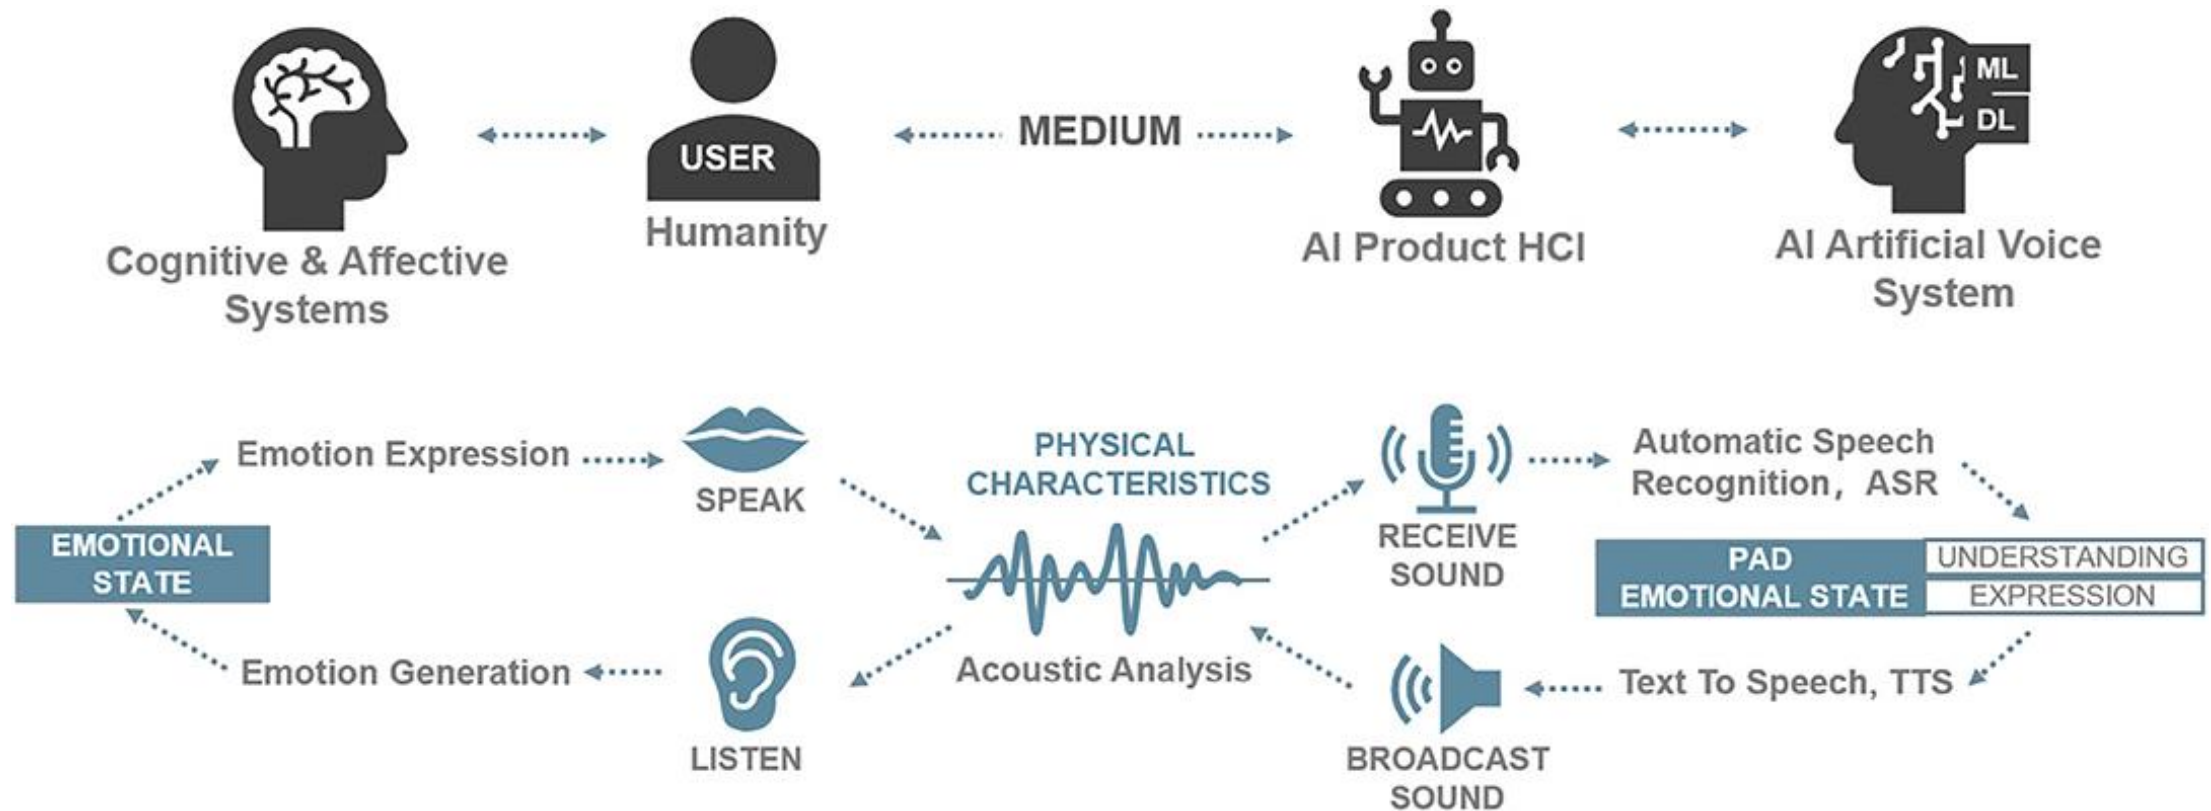 ML
DL
USER
MEDIUM
Humanity
AI Product HCI
AI Artificial Voice
System
Cognitive & Affective
Systems
Emotion Expression
SPEAK
PHYSICAL
CHARACTERISTICS
RECEIVE
SOUND
Automatic Speech
Recognition, ASR
EMOTIONAL
STATE
PAD
EMOTIONAL STATE
UNDERSTANDING
EXPRESSION
Emotion Generation
LISTEN
Acoustic Analysis
BROADCAST
SOUND
Text To Speech, TTS